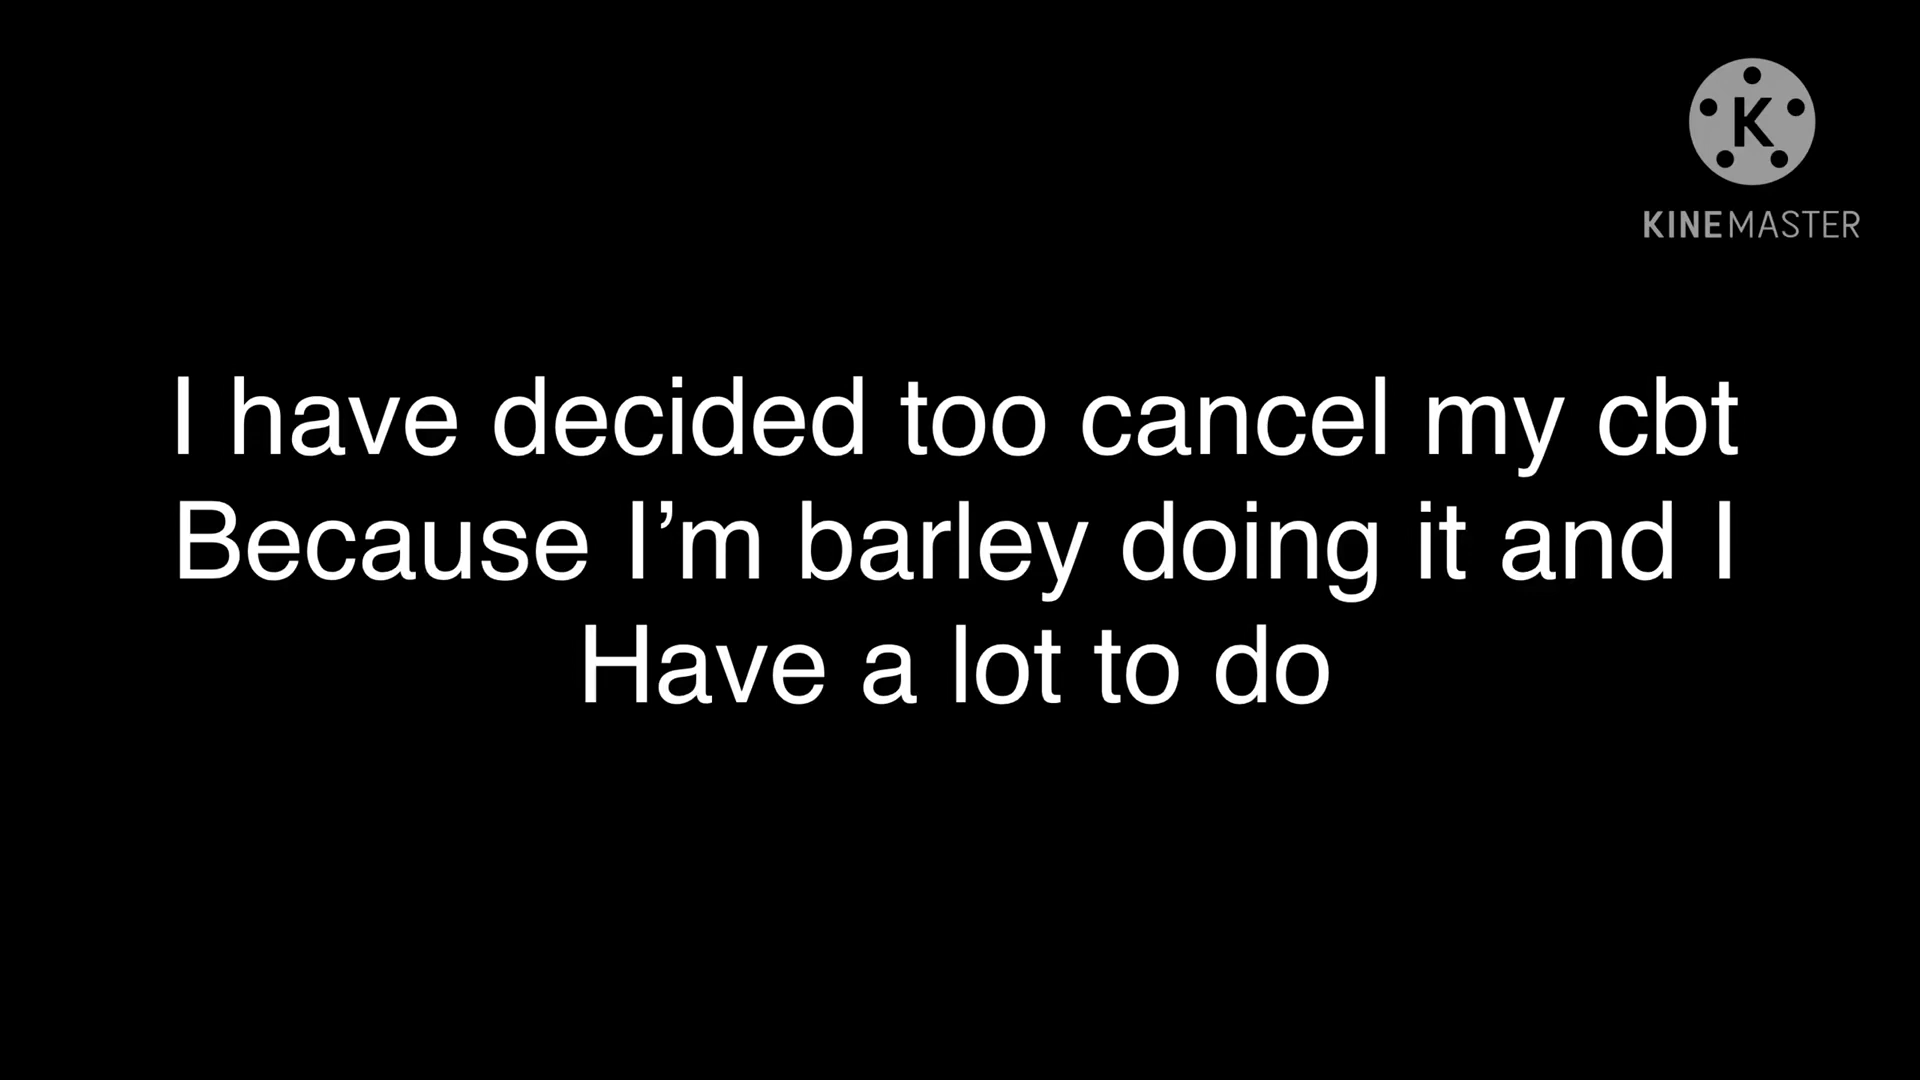 K
KINEMASTER
I have decided too cancel my cbt
Because I’m barley doing it and I
Have a lot to do